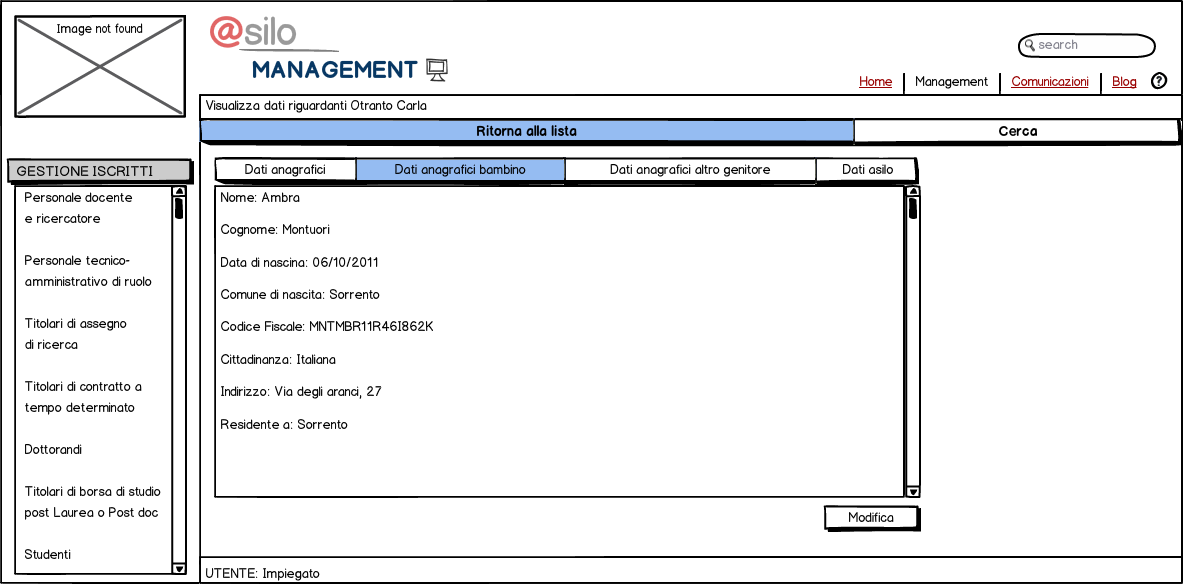 Image not found
@silo
MANAGEMENT
search
Home
Management
Comunicazioni
Blog
?
Visualizza dati riguardanti Otranto Carla
Ritorna alla lista
Cerca
GESTIONE ISCRITTI
Personale docente
e ricercatore
Personale tecnico-
amministrativo di ruolo
Titolari di assegno
di ricerca
Titolari di contratto a
tempo determinato
Dottorandi
Titolari di borsa di studio
post Laurea o Post doc
Studenti
Dati anagrafici
Dati anagrafici bambino
Dati anagrafici altro genitore
Dati asilo
Nome: Ambra
Cognome: Montuori
Data di nascina: 06/10/2011
Comune di nascita: Sorrento
Codice Fiscale: MNTMBR11R46I862K
Cittadinanza: Italiana
Indirizzo: Via degli aranci, 27
Residente a: Sorrento
Modifica
UTENTE: Impiegato